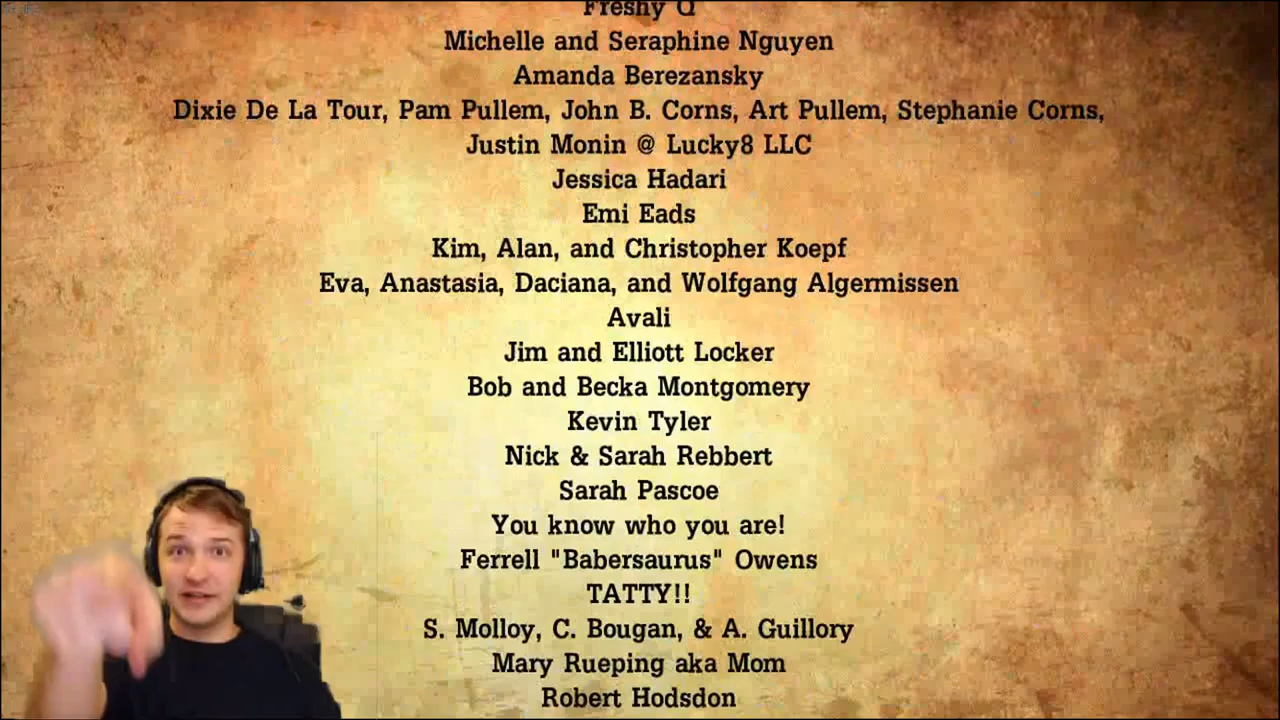 Freshy Q
Michelle and Seraphine Nguyen
Amanda Berezansky
Dixie De La Tour, Pam Pullem, John B. Corns, Art Pullem, Stephanie Corns,
Justin Monin @ Lucky8 LLC
Jessica Hadari
Emi Eads
Kim, Alan, and Christopher Koepf
Eva, Anastasia, Daciana, and Wolfgang Algermissen
Avali
Jim and Elliott Locker
Bob and Becka Montgomery
Kevin Tyler
Nick & Sarah Rebbert
Sarah Pascoe
You know who you are!
Ferrell "Babersaurus" Owens
TATTY!!
S. Molloy, C. Bougan, & A. Guillory
Mary Rueping aka Mom
Robert Hodsdon